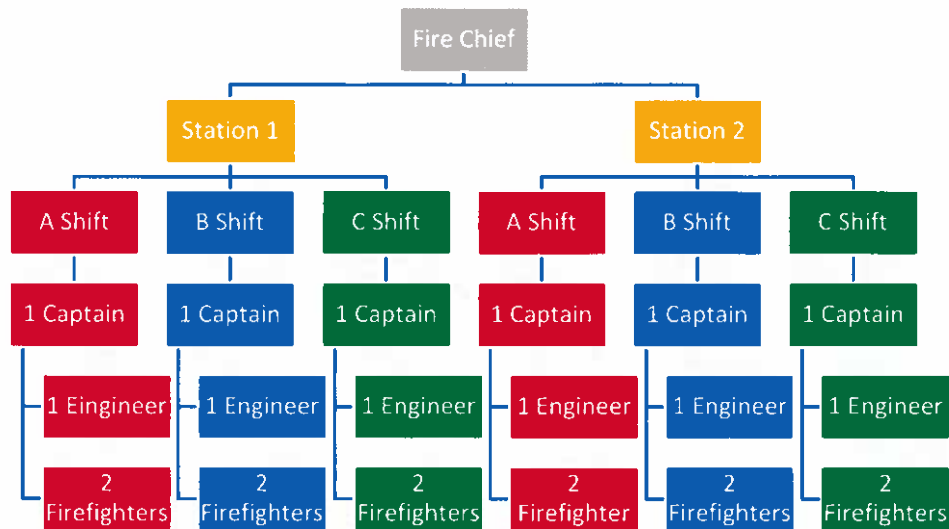 Fire Chief
Station 1
Station 2
A Shift
B Shift
C Shift
A Shift
B Shift
C Shift
1 Captain
1 Captain
1 Captain
1 Captain
1 Captain
1 Captain
1 Eingineer
1 Engineer
1 Engineer
1 Engineer
1 Engineer
1 Engineer
2
Firefighters
2
Firefighters
2
Firefighters
2
Firefighter
2
Firefighters
2
Firefighters